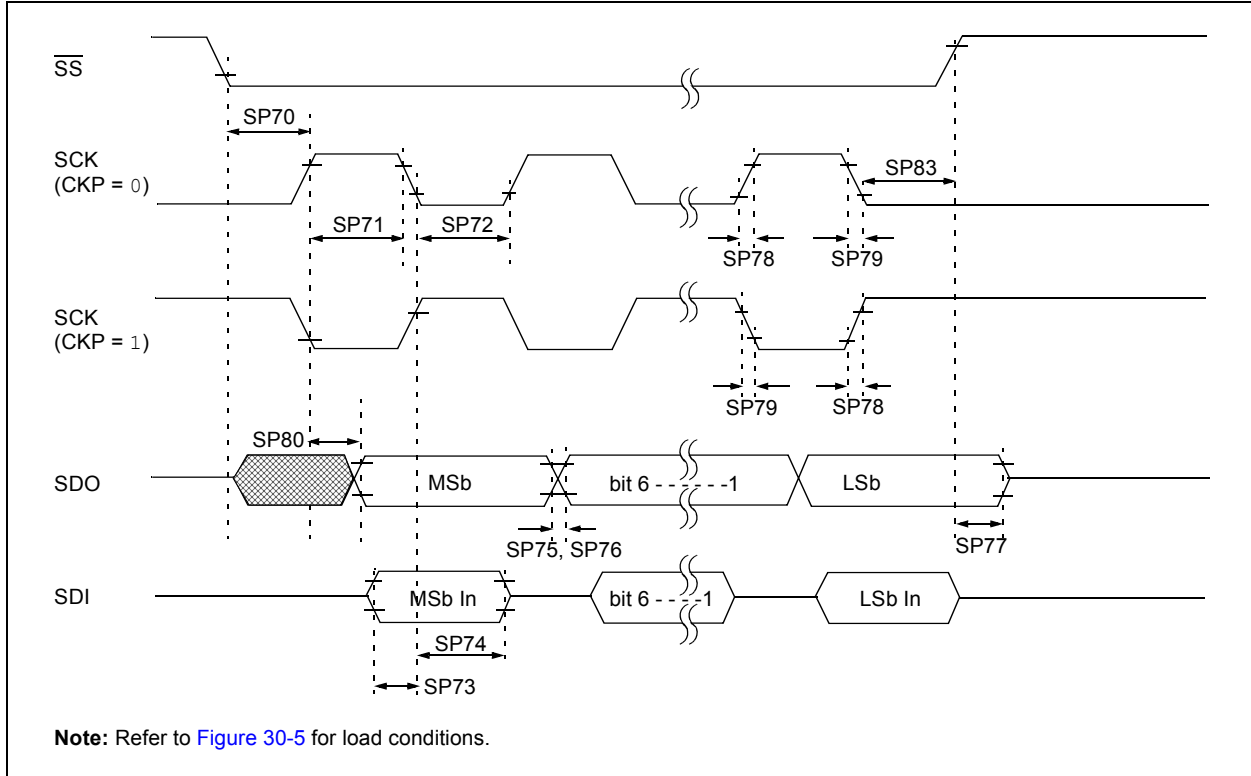 SS
SP70
SCK
(CKP = 0)
SP83
SP71
SP72
SP78
SP79
SCK
(CKP = 1)
SP79
SP78
SP80
SDO
MSb
bit 6 - - - - - -1
LSb
SP75, SP76
SP77
SDI
MSb In
bit 6 - - - -1
LSb In
SP74
SP73
Note: Refer to Figure 30-5 for load conditions.